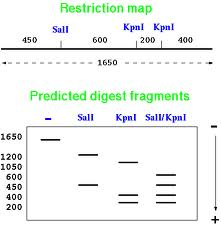 Restriction map
SalI KpnI KpnI
450 600 200 400
1650
Predicted digest fragments
– SalI KpnI SalI/KpnI
1650
1200
1050
600
450
400
200
-
+